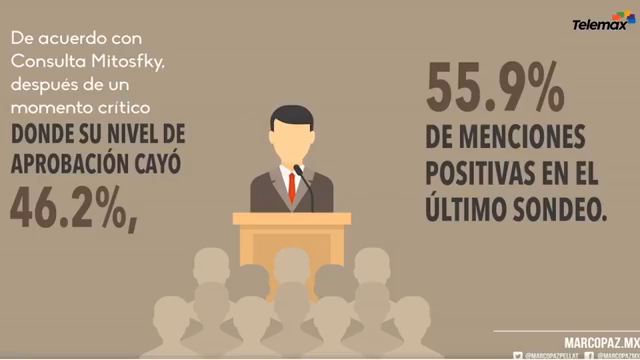 Telemax
De acuerdo con
Consulta Mitosfky,
después de un
momento crítico
DONDE SU NIVEL DE
APROBACIÓN CAYÓ
46.2%,
55.9%
DE MENCIONES
POSITIVAS EN EL
ÚLTIMO SONDEO.
MARCOPAZ.MX
@MARCOPAZPELLAT @MARCOPAZ.MX